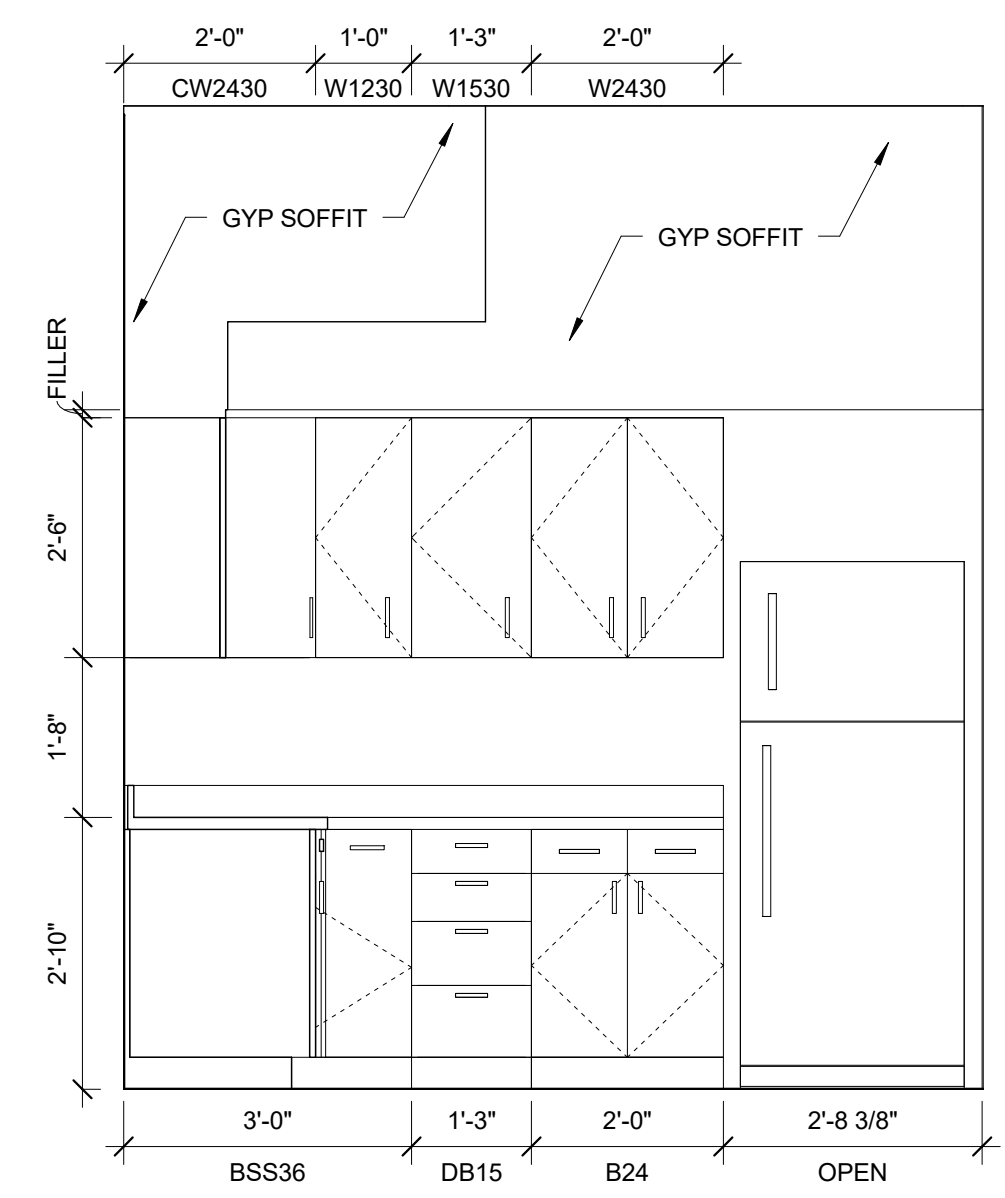 2'-0" 1'-0" 1'-3" 2'-0"
CW2430 W1230 W1530 W2430
GYP SOFFIT
GYP SOFFIT
FILLER
2'-6"
1'-8"
2'-10"
3'-0" 1'-3" 2'-0" 2'-8 3/8"
BSS36 DB15 B24 OPEN